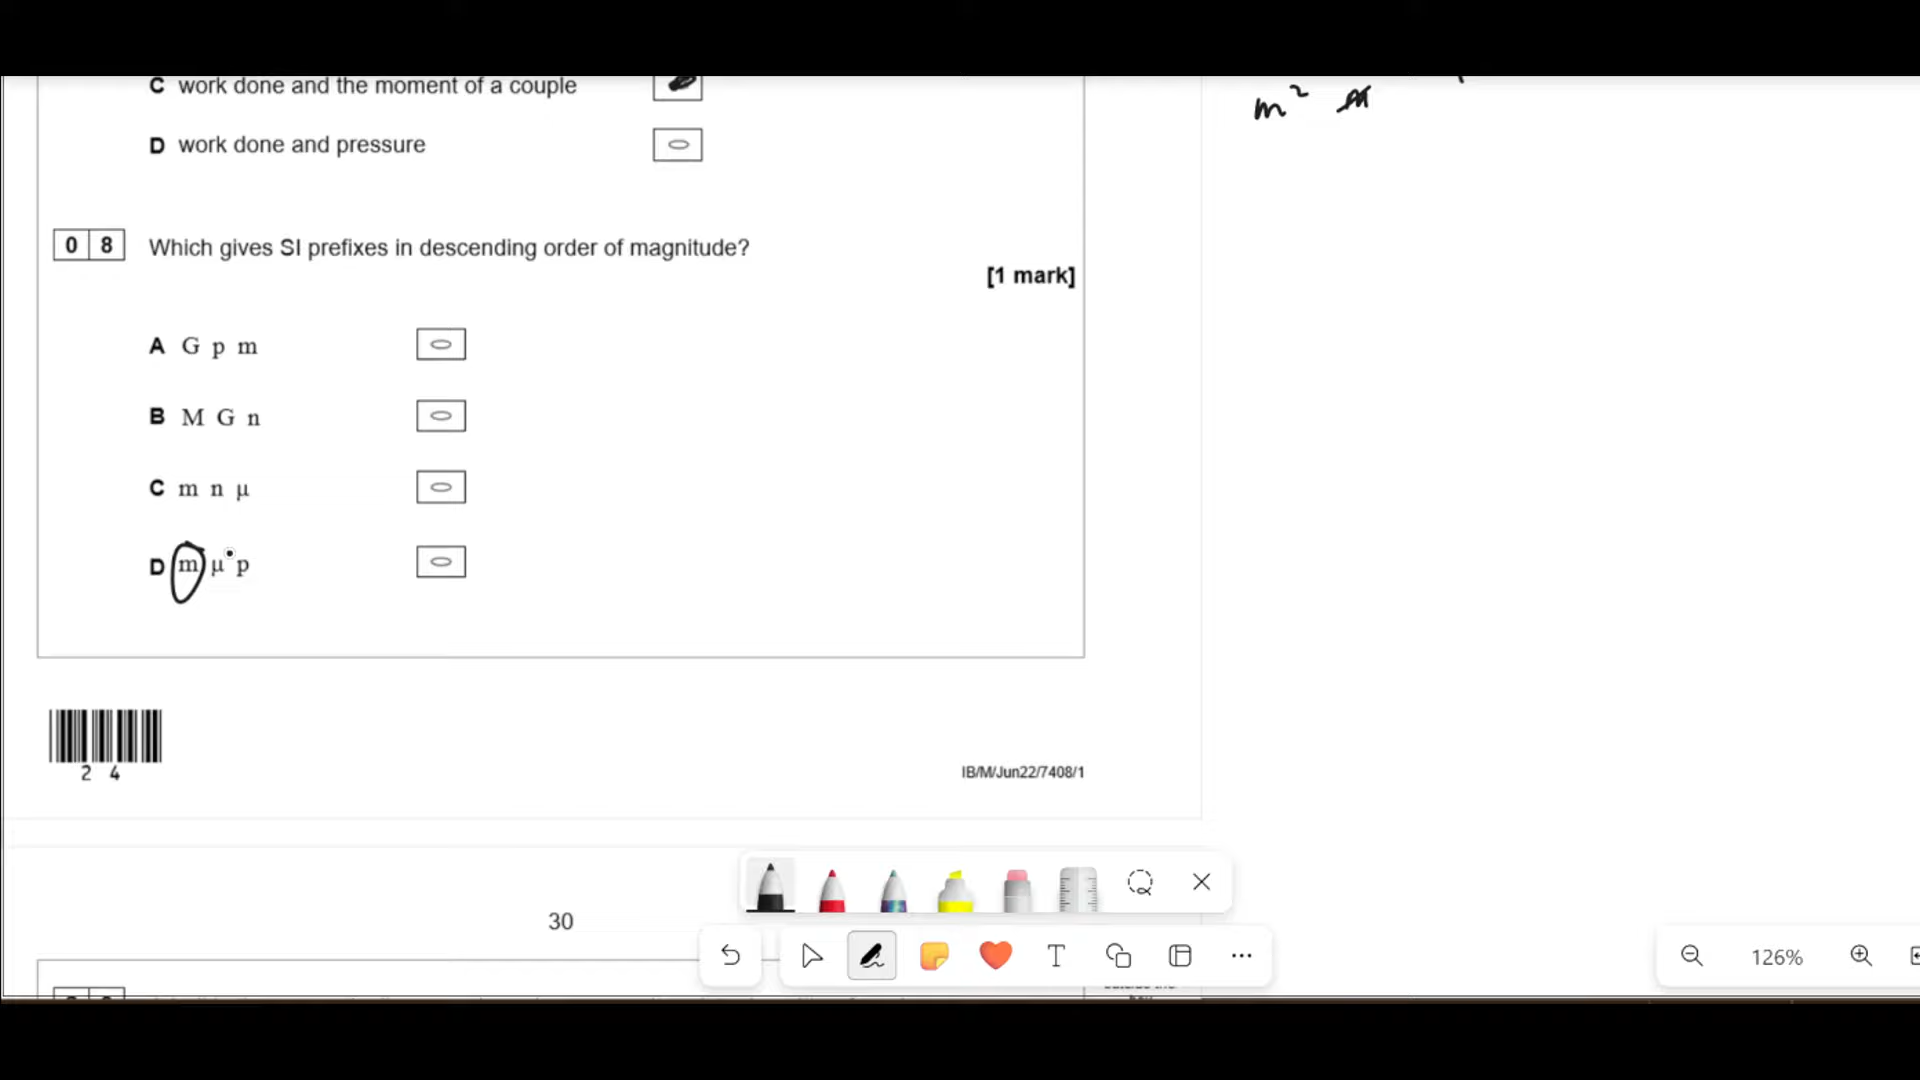 C work done and the moment of a couple
m²
D work done and pressure
0 8 Which gives SI prefixes in descending order of magnitude?
[1 mark]
A G p m
B M G n
C m n µ
D m µ p
2 4
IB/M/Jun22/7408/1
30
T
126%